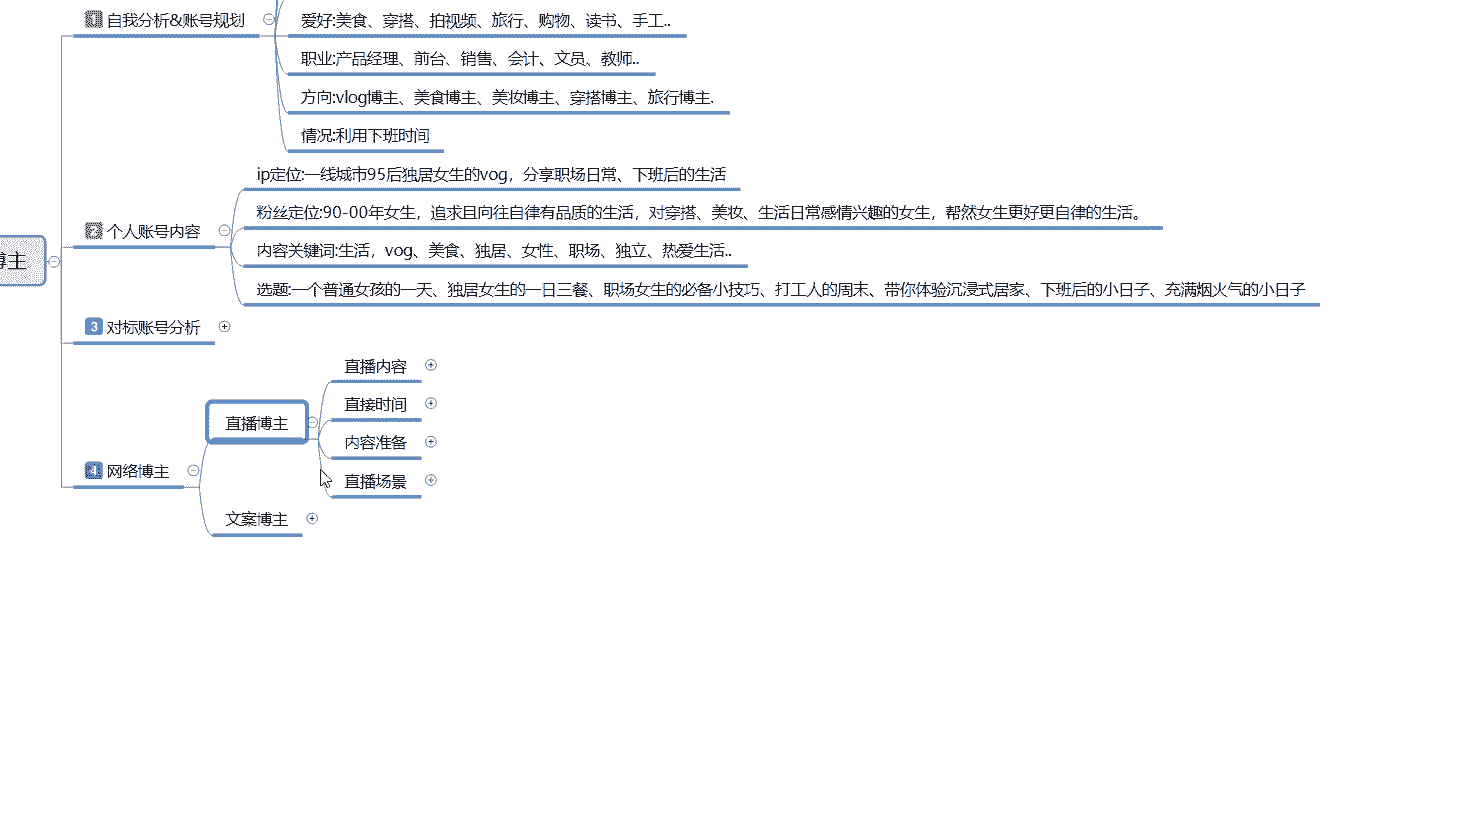 1 自我分析&账号规划
爱好:美食、穿搭、拍视频、旅行、购物、读书、手工..
职业:产品经理、前台、销售、会计、文员、教师..
方向:vlog博主、美食博主、美妆博主、穿搭博主、旅行博主.
情况:利用下班时间
博主
2 个人账号内容
ip定位:一线城市95后独居女生的vog，分享职场日常、下班后的生活
粉丝定位:90-00年女生，追求且向往自律有品质的生活，对穿搭、美妆、生活日常感情兴趣的女生，帮然女生更好更自律的生活。
内容关键词:生活，vog、美食、独居、女性、职场、独立、热爱生活..
选题:一个普通女孩的一天、独居女生的一日三餐、职场女生的必备小技巧、打工人的周末、带你体验沉浸式居家、下班后的小日子、充满烟火气的小日子
3 对标账号分析
4 网络博主
直播博主
直播内容
直接时间
内容准备
直播场景
文案博主